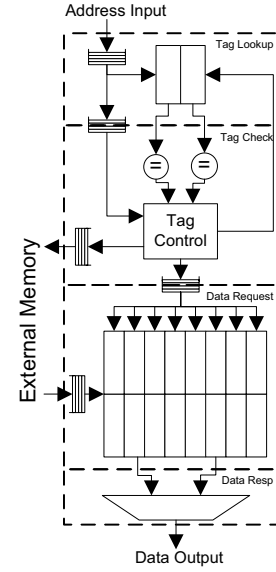 Address Input
Tag Lookup
Tag Check
=
=
Tag
Control
External Memory
Data Request
Data Resp
Data Output